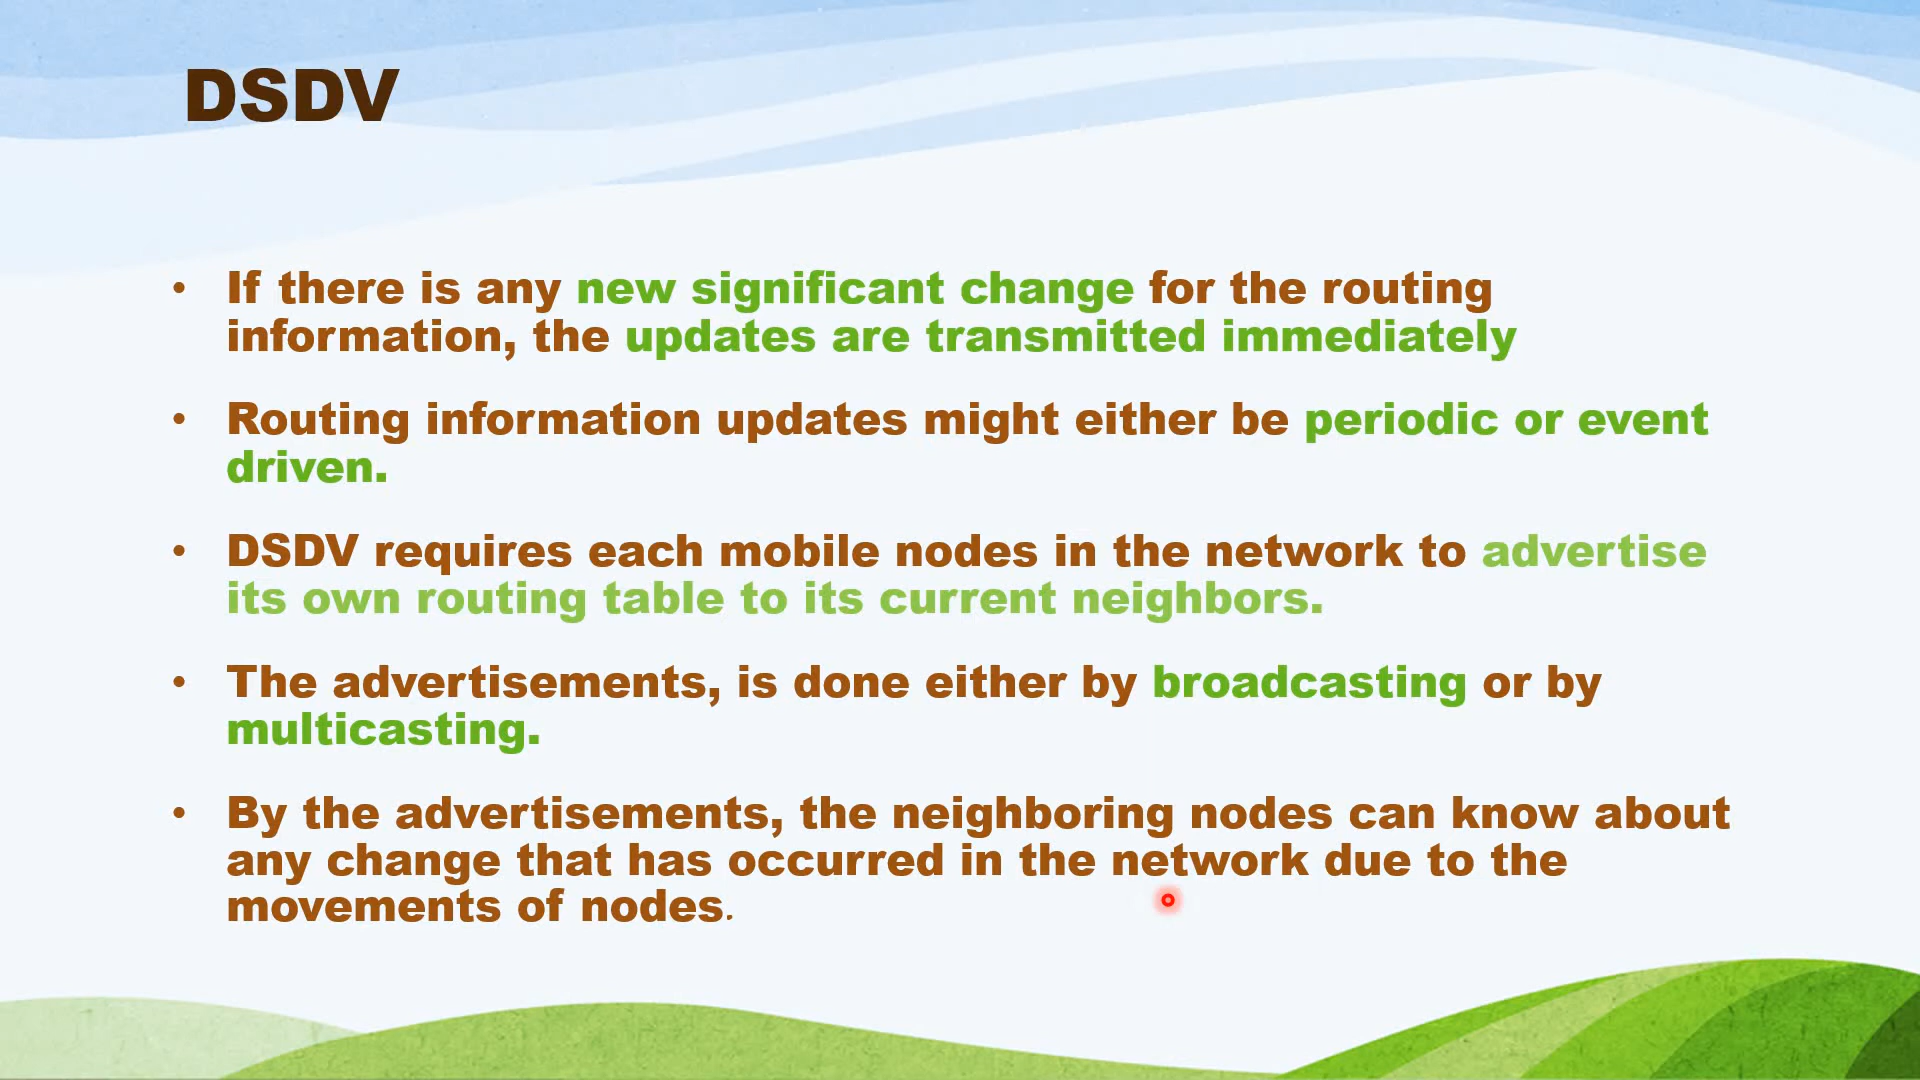 DSDV
• If there is any new significant change for the routing
information, the updates are transmitted immediately
• Routing information updates might either be periodic or event
driven.
• DSDV requires each mobile nodes in the network to advertise
its own routing table to its current neighbors.
• The advertisements, is done either by broadcasting or by
multicasting.
• By the advertisements, the neighboring nodes can know about
any change that has occurred in the network due to the
movements of nodes.